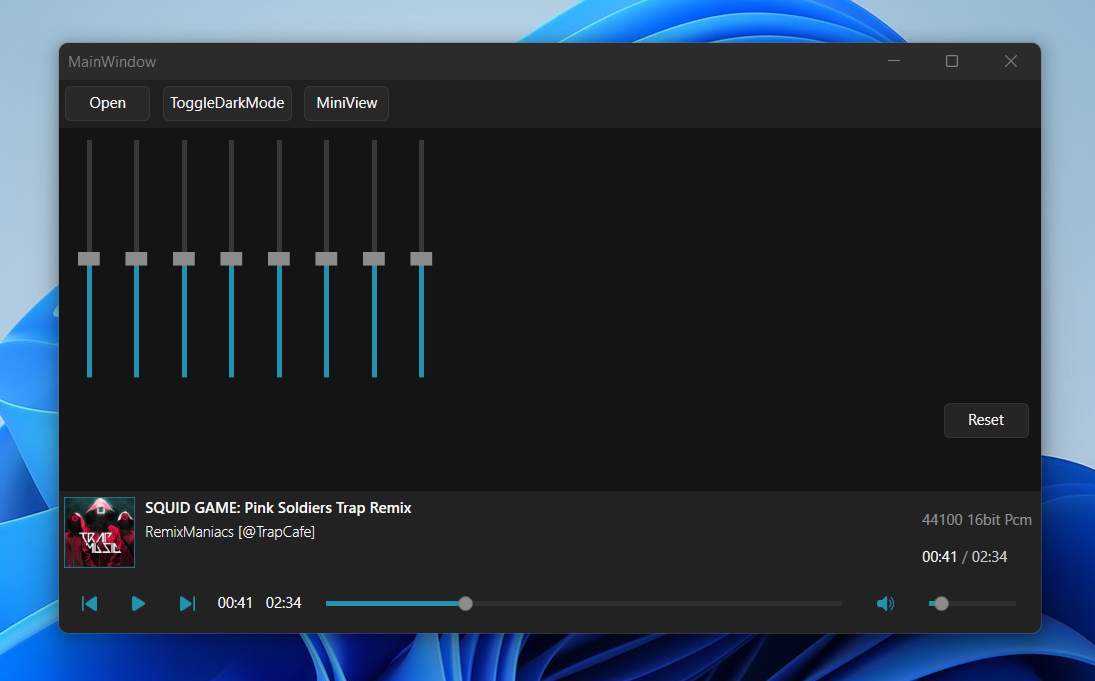 MainWindow
Open ToggleDarkMode MiniView
Reset
SQUID GAME: Pink Soldiers Trap Remix
RemixManiacs [@TrapCafe]
TRAP
MUSIC
44100 16bit Pcm
00:41 / 02:34
00:41 02:34